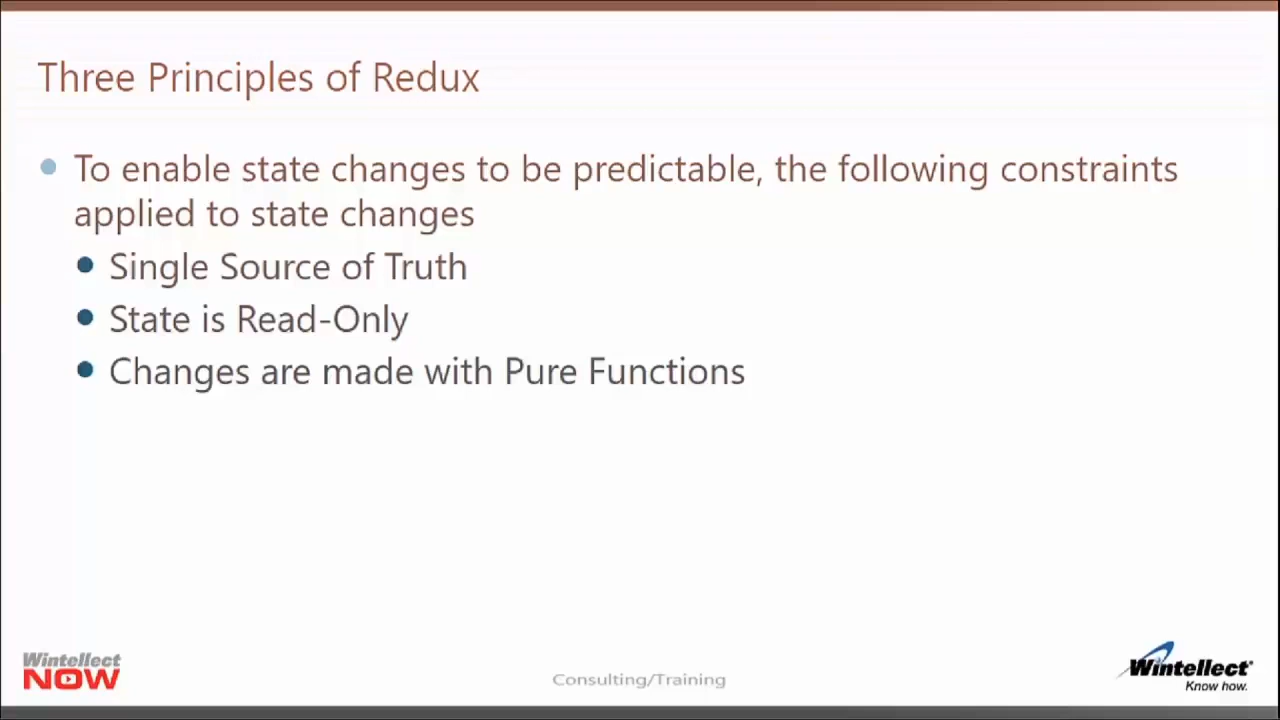 Three Principles of Redux
To enable state changes to be predictable, the following constraints
applied to state changes
Single Source of Truth
State is Read-Only
Changes are made with Pure Functions
Wintellect
NOW
Consulting/Training
Wintellect
Know how.